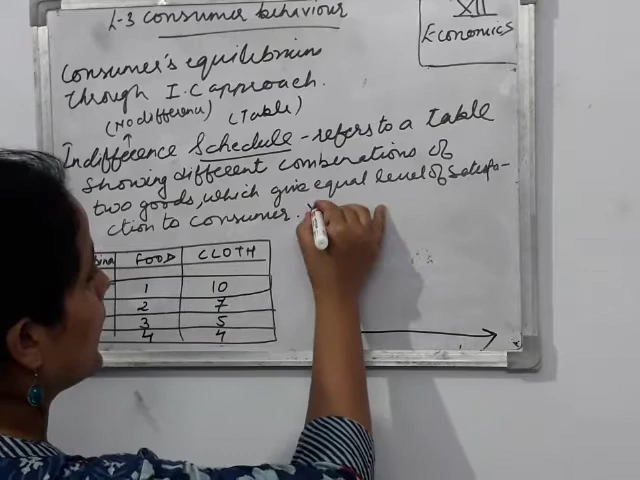 L-3 Consumer behaviour
XII
Economics
Consumer's equilibrium
through I.C approach.
(No difference) (Table)
Indifference Schedule - refers to a table
showing different combinations of
two goods, which give equal level of satisfa-
ction to consumer.
FOOD CLOTH
1 10
2 7
3 5
4 4